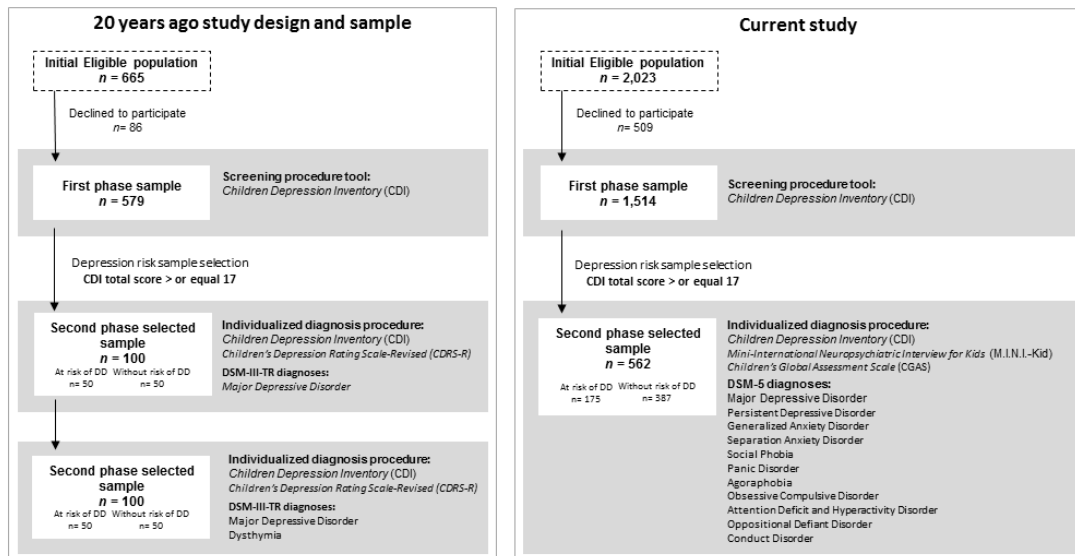 20 years ago study design and sample
Initial Eligible population
n = 665
Declined to participate
n= 86
First phase sample
n = 579
Screening procedure tool:
Children Depression Inventory (CDI)
Depression risk sample selection
CDI total score > or equal 17
Second phase selected
sample
n = 100
At risk of DD Without risk of DD
n= 50 n= 50
Individualized diagnosis procedure:
Children Depression Inventory (CDI)
Children's Depression Rating Scale-Revised (CDRS-R)
DSM-III-TR diagnoses:
Major Depressive Disorder
Second phase selected
sample
n = 100
At risk of DD Without risk of DD
n= 50 n= 50
Individualized diagnosis procedure:
Children Depression Inventory (CDI)
Children's Depression Rating Scale-Revised (CDRS-R)
DSM-III-TR diagnoses:
Major Depressive Disorder
Dysthymia
Current study
Initial Eligible population
n = 2,023
Declined to participate
n= 509
First phase sample
n = 1,514
Screening procedure tool:
Children Depression Inventory (CDI)
Depression risk sample selection
CDI total score > or equal 17
Second phase selected
sample
n = 562
At risk of DD Without risk of DD
n= 175 n= 387
Individualized diagnosis procedure:
Children Depression Inventory (CDI)
Mini-International Neuropsychiatric Interview for Kids (M.I.N.I.-Kid)
Children's Global Assessment Scale (CGAS)
DSM-5 diagnoses:
Major Depressive Disorder
Persistent Depressive Disorder
Generalized Anxiety Disorder
Separation Anxiety Disorder
Social Phobia
Panic Disorder
Agoraphobia
Obsessive Compulsive Disorder
Attention Deficit and Hyperactivity Disorder
Oppositional Defiant Disorder
Conduct Disorder